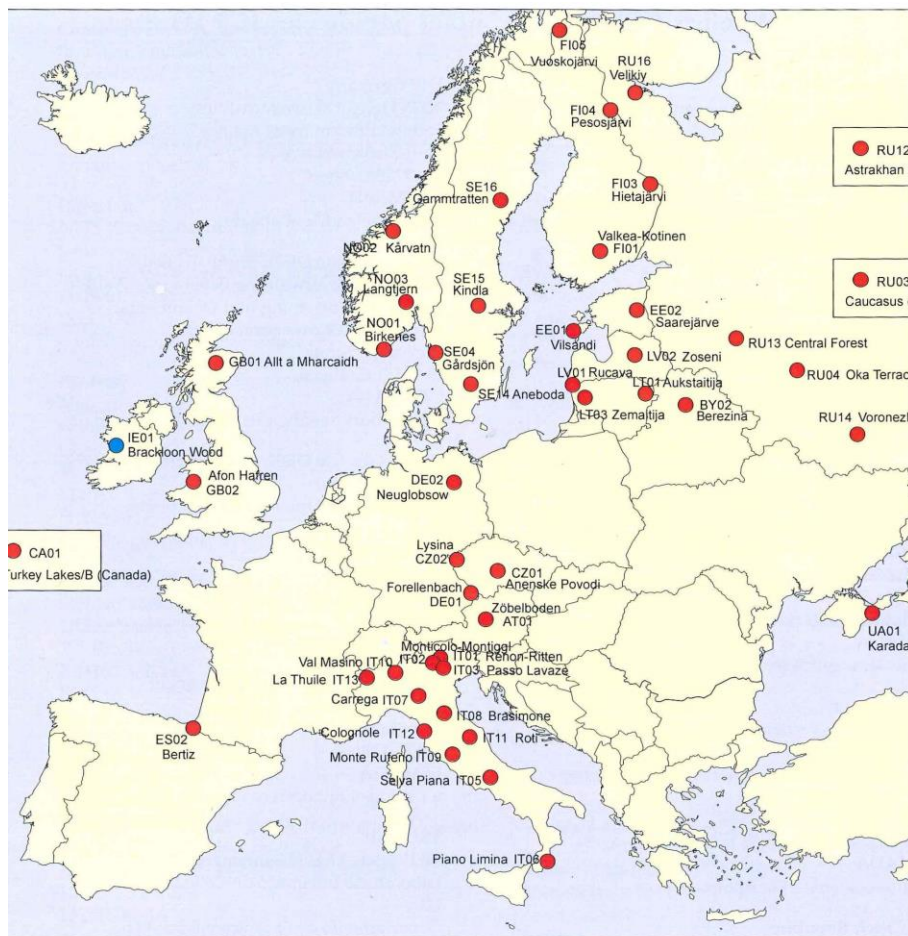 FI05
Vuoskojärvi
RU16
Velikiy
FI04
Pesosjärvi
RU12
Astrakhan
FI03
Hietajärvi
SE16
Gammtratten
Valkea-Kotinen
FI01
NO02 Kårvatn
NO03
Langtjern
SE15
Kindla
RU03
Caucasus
NO01
Birkenes
EE02
Saarejärve
EE01
Vilsandi
RU13 Central Forest
SE04
Gårdsjön
LV02 Zoseni
GB01 Allt a Mharcaidh
RU04 Oka Terrac
LV01 Rucava
SE14 Aneboda
LT01 Aukstaitija
LT03 Zemaitija
BY02
Berezina
RU14 Voronezh
IE01
Brackloon Wood
Afon Hafren
GB02
DE02
Neuglobsow
CA01
Turkey Lakes/B (Canada)
Lysina
CZ02
CZ01
Anenske Povodi
Forellenbach
DE01
Zöbelboden
AT01
UA01
Karada
Monticolo-Montiggl
IT02
IT01 Renon-Ritten
Val Masino IT10
IT03 Passo Lavaze
La Thuile IT13
Carrega IT07
IT08 Brasimone
Colognole IT12
IT11 Roti
ES02
Bertiz
Monte Rufeno IT09
Selva Piana IT05
Piano Limina IT06